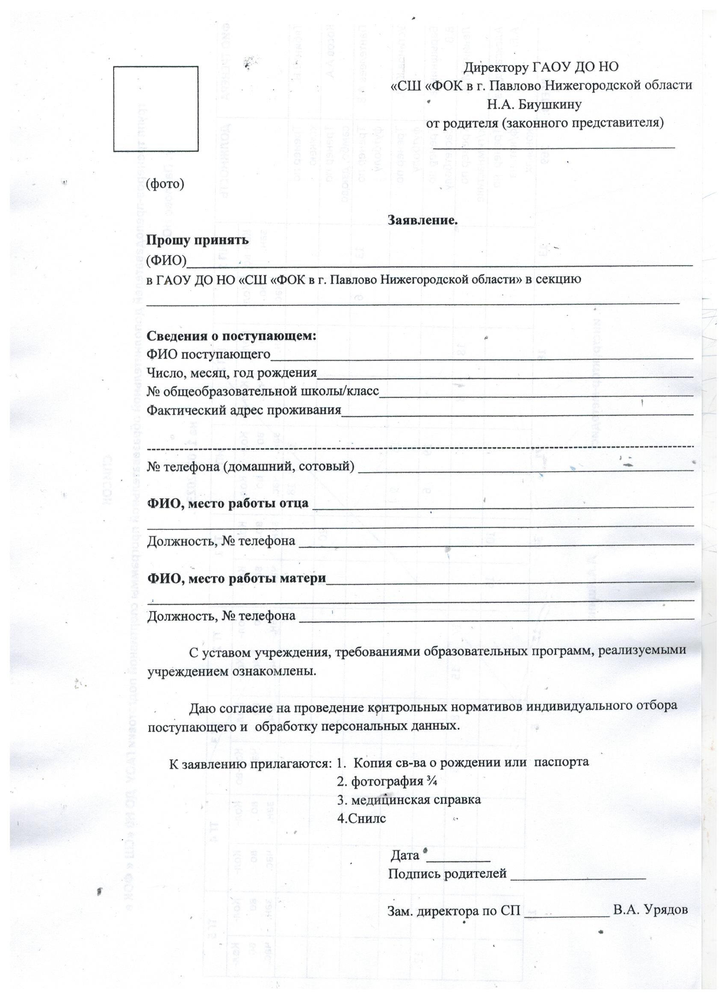 Директору ГАОУ ДО НО
«СШ «ФОК в г. Павлово Нижегородской области
Н.А. Биушкину
от родителя (законного представителя)
(фото)
Заявление.
Прошу принять
(ФИО)
в ГАОУ ДО НО «СШ «ФОК в г. Павлово Нижегородской области» в секцию
Сведения о поступающем:
ФИО поступающего
Число, месяц, год рождения
№ общеобразовательной школы/класс
Фактический адрес проживания
№ телефона (домашний, сотовый)
ФИО, место работы отца
Должность, № телефона
ФИО, место работы матери
Должность, № телефона
С уставом учреждения, требованиями образовательных программ, реализуемыми
учреждением ознакомлены.
Даю согласие на проведение контрольных нормативов индивидуального отбора
поступающего и обработку персональных данных.
К заявлению прилагаются: 1. Копия св-ва о рождении или паспорта
2. фотография ¾
3. медицинская справка
4.Снилс
Дата
Подпись родителей
Зам. директора по СП В.А. Урядов